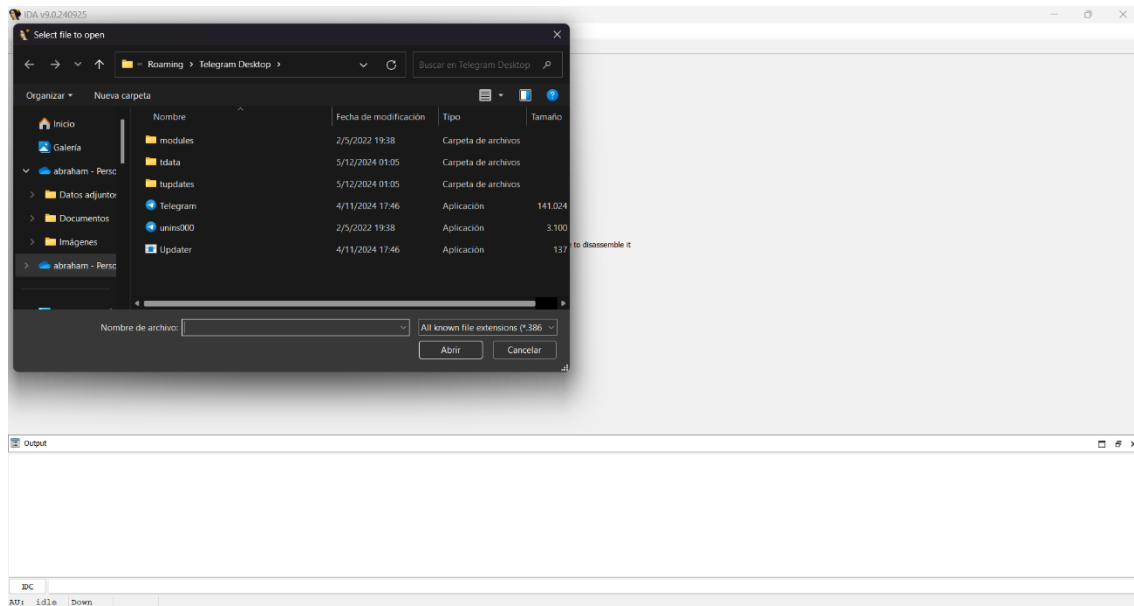 IDA v9.0.240925
Select file to open
Roaming > Telegram Desktop >
Buscar en Telegram Desktop
Organizar
Nueva carpeta
Nombre
Fecha de modificación
Tipo
Tamaño
Inicio
Galería
abraham - Perso
Datos adjuntos
Documentos
Imágenes
abraham - Perso
modules 2/5/2022 19:38 Carpeta de archivos
tdata 5/12/2024 01:05 Carpeta de archivos
tupdates 5/12/2024 01:05 Carpeta de archivos
Telegram 4/11/2024 17:46 Aplicación 141.024
unins000 2/5/2022 19:38 Aplicación 3.100
Updater 4/11/2024 17:46 Aplicación 137
to disassemble it
Nombre de archivo:
All known file extensions (*.386
Abrir
Cancelar
Output
IDC
AU: idle Down